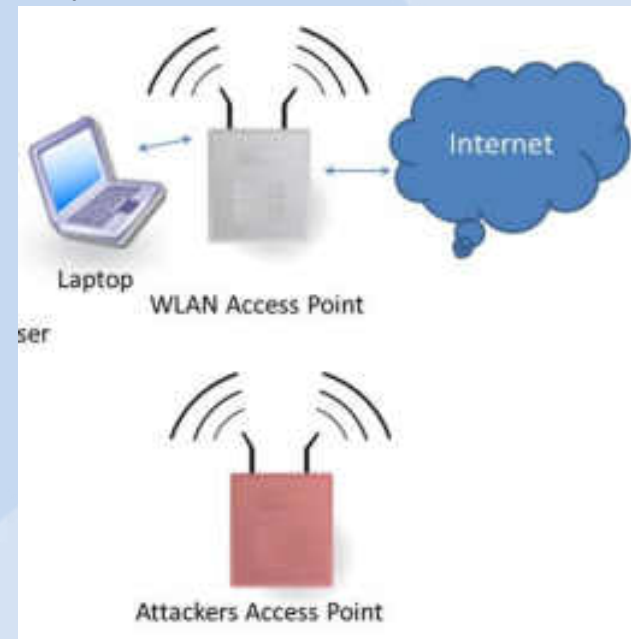 Internet
Laptop
WLAN Access Point
ser
Attackers Access Point